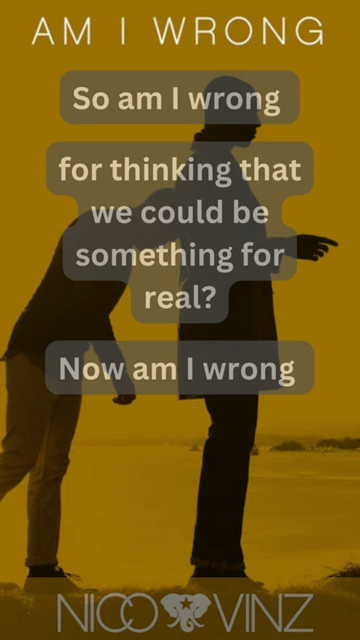 AM I WRONG
So am I wrong
for thinking that
we could be
something for
real?
Now am I wrong
NICO VINZ